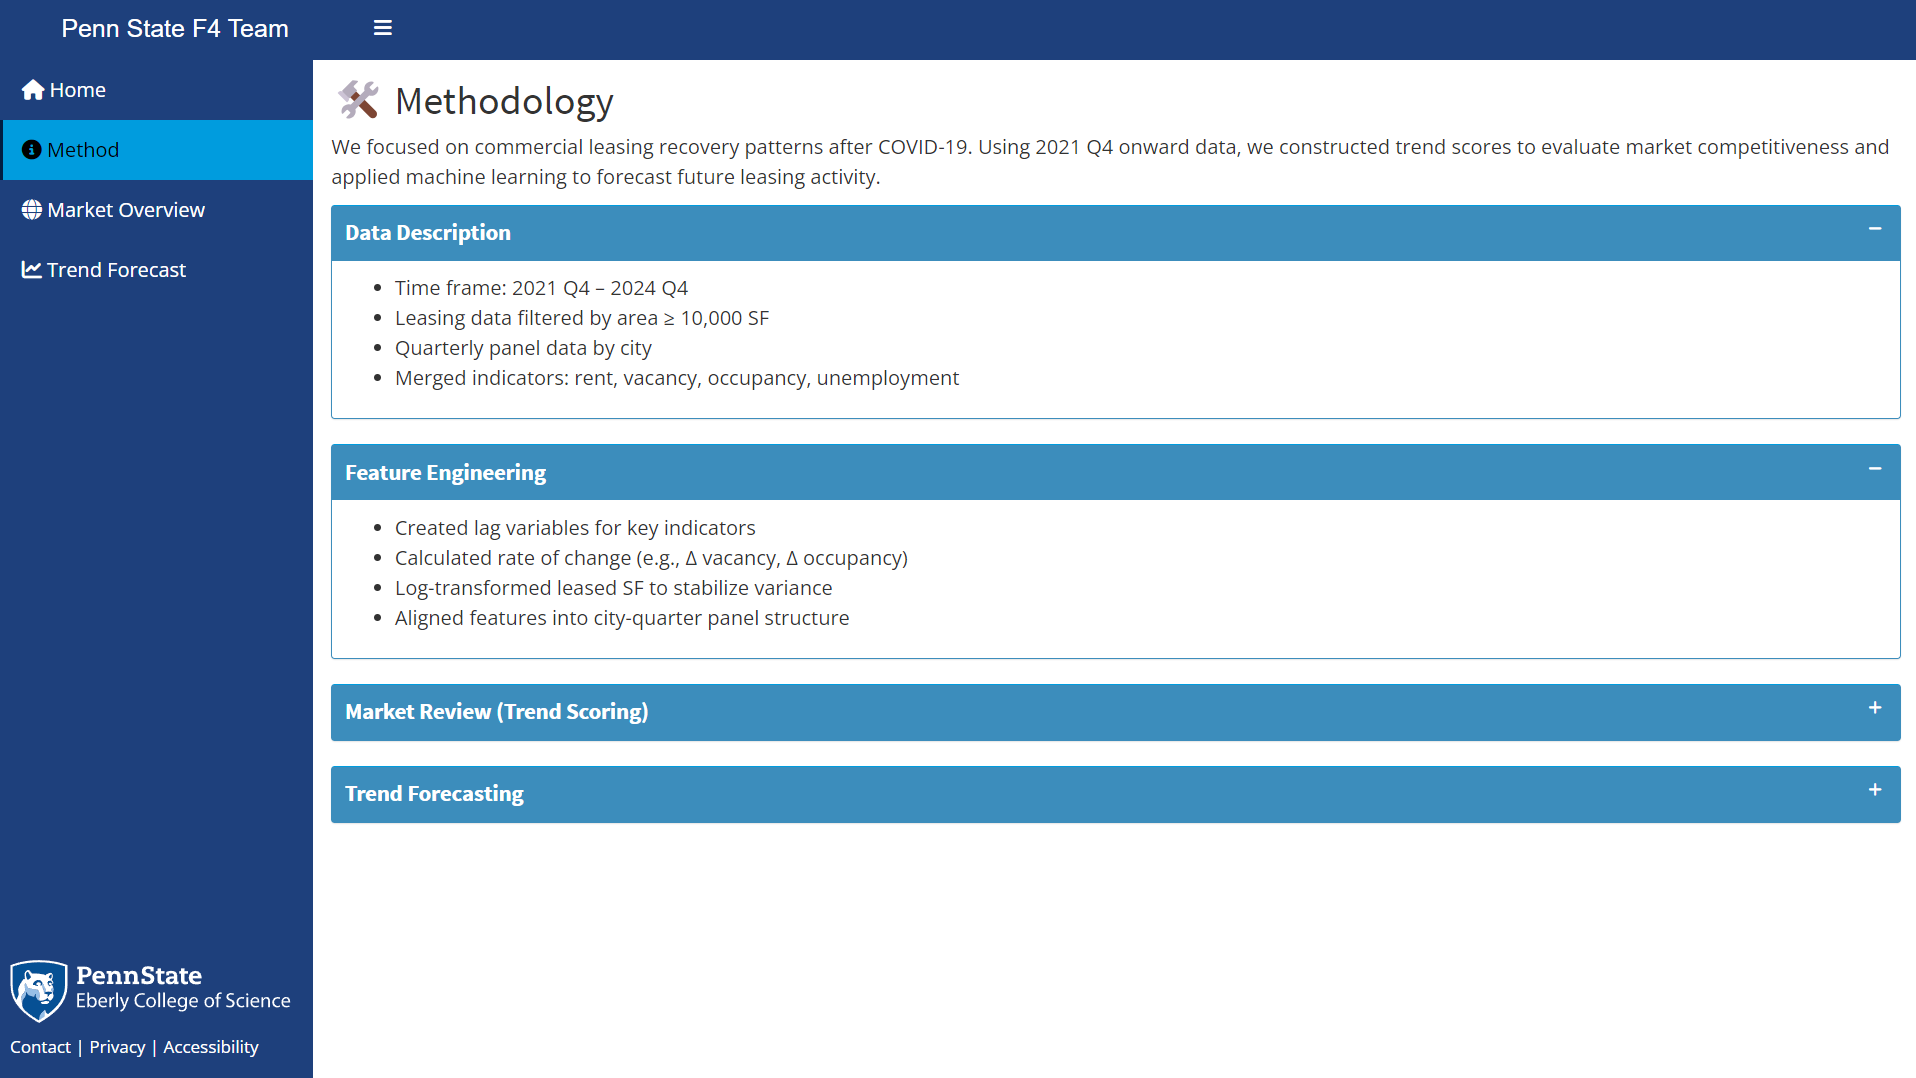 Penn State F4 Team
Home
Method
Market Overview
Trend Forecast
Methodology
We focused on commercial leasing recovery patterns after COVID-19. Using 2021 Q4 onward data, we constructed trend scores to evaluate market competitiveness and
applied machine learning to forecast future leasing activity.
Data Description
Time frame: 2021 Q4 – 2024 Q4
Leasing data filtered by area ≥ 10,000 SF
Quarterly panel data by city
Merged indicators: rent, vacancy, occupancy, unemployment
Feature Engineering
Created lag variables for key indicators
Calculated rate of change (e.g., Δ vacancy, Δ occupancy)
Log-transformed leased SF to stabilize variance
Aligned features into city-quarter panel structure
Market Review (Trend Scoring)
Trend Forecasting
PennState
Eberly College of Science
Contact | Privacy | Accessibility